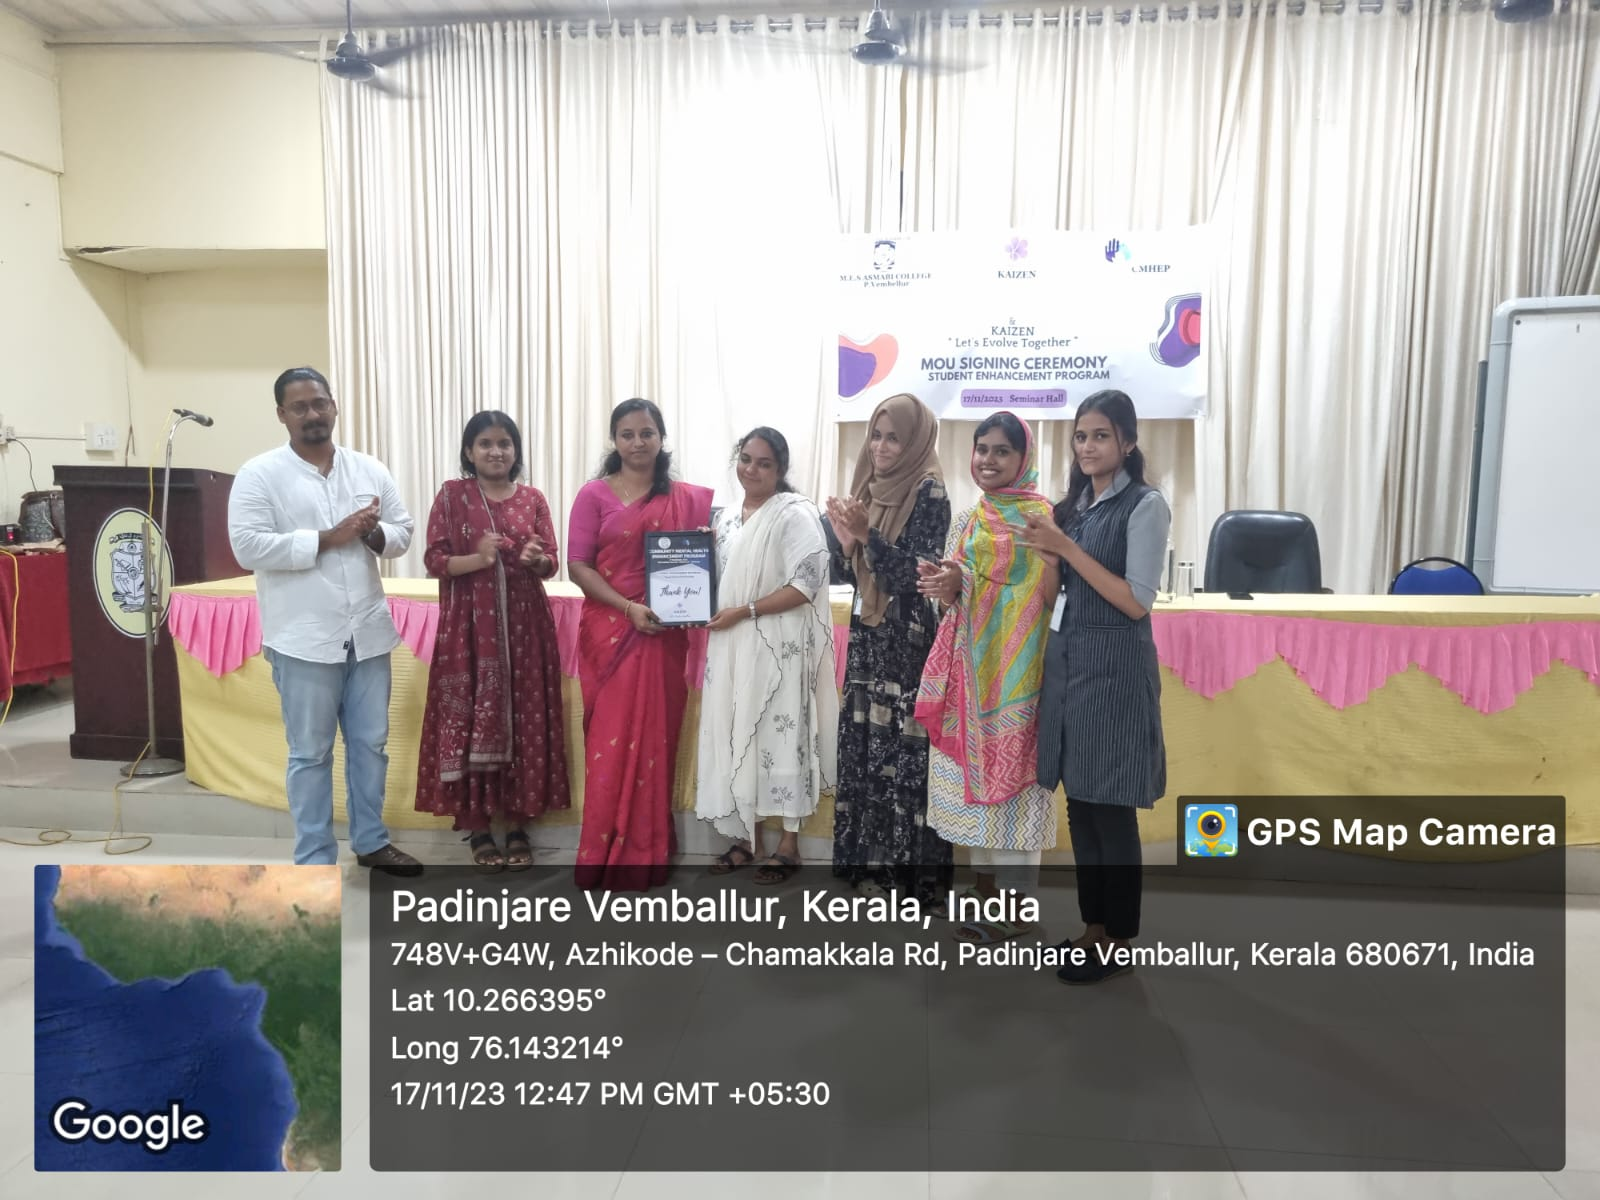 M.E.S ASMABI COLLEGE
P.Vemballur
KAIZEN
CMHEP
&
KAIZEN
" Let's Evolve Together "
MOU SIGNING CEREMONY
STUDENT ENHANCEMENT PROGRAM
17/11/2023 Seminar Hall
COMMUNITY MENTAL HEALTH
ENHANCEMENT PROGRAM
Thank You!
KAIZEN
GPS Map Camera
Padinjare Vemballur, Kerala, India
748V+G4W, Azhikode – Chamakkala Rd, Padinjare Vemballur, Kerala 680671, India
Lat 10.266395°
Long 76.143214°
17/11/23 12:47 PM GMT +05:30
Google